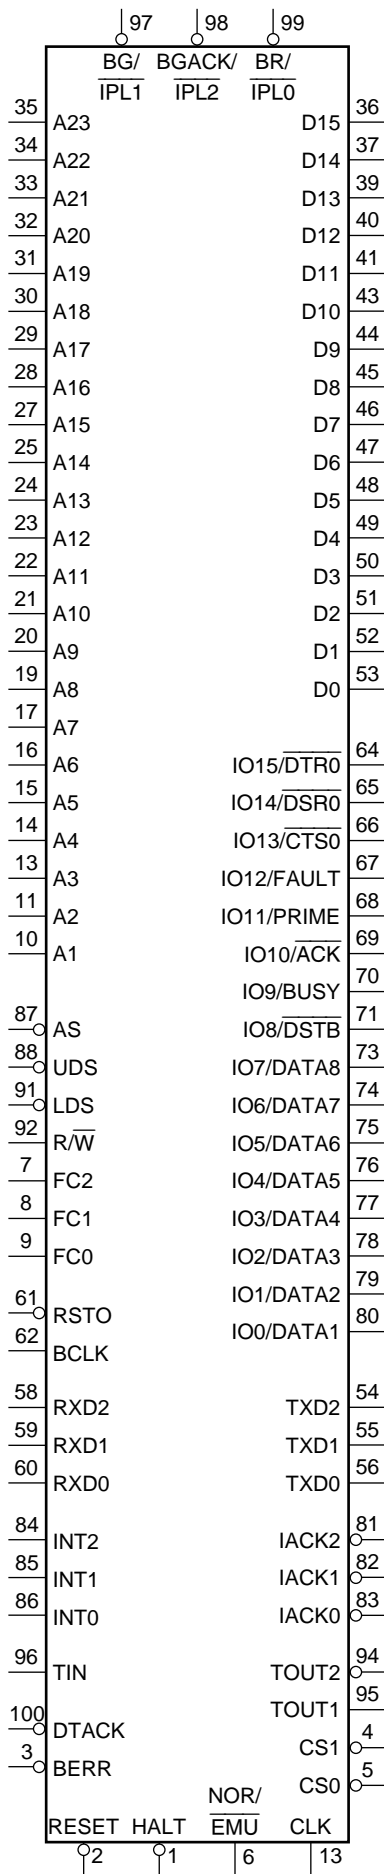 97 98 99
BG/ BGACK/ BR/
IPL1 IPL2 IPL0
35 A23 D15 36
34 A22 D14 37
33 A21 D13 39
32 A20 D12 40
31 A19 D11 41
30 A18 D10 43
29 A17 D9 44
28 A16 D8 45
27 A15 D7 46
25 A14 D6 47
24 A13 D5 48
23 A12 D4 49
22 A11 D3 50
21 A10 D2 51
20 A9 D1 52
19 A8 D0 53
17 A7
16 A6 IO15/DTR0 64
15 A5 IO14/DSR0 65
14 A4 IO13/CTS0 66
13 A3 IO12/FAULT 67
11 A2 IO11/PRIME 68
10 A1 IO10/ACK 69
IO9/BUSY 70
87 AS IO8/DSTB 71
88 UDS IO7/DATA8 73
91 LDS IO6/DATA7 74
92 R/W IO5/DATA6 75
7 FC2 IO4/DATA5 76
8 FC1 IO3/DATA4 77
9 FC0 IO2/DATA3 78
IO1/DATA2 79
61 RSTO IO0/DATA1 80
62 BCLK
58 RXD2 TXD2 54
59 RXD1 TXD1 55
60 RXD0 TXD0 56
84 INT2 IACK2 81
85 INT1 IACK1 82
86 INT0 IACK0 83
96 TIN TOUT2 94
TOUT1 95
100 DTACK CS1 4
3 BERR CS0 5
NOR/
RESET HALT EMU CLK
2 1 6 13